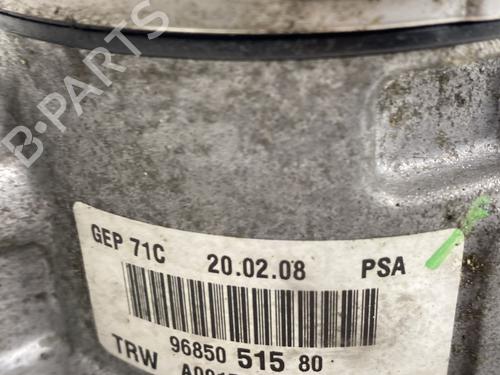 B-PARTS
GEP 71C 20.02.08 PSA
96850 515 80
TRW